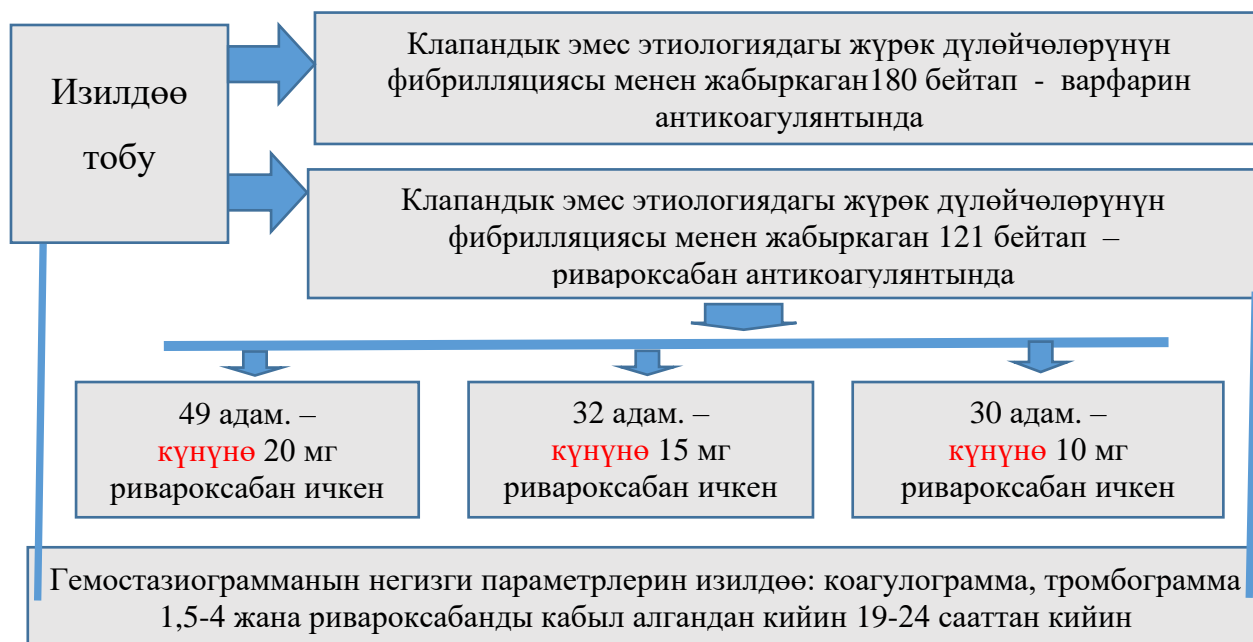 Изилдөө
тобу
Клапандык эмес этиологиядагы жүрөк дүлөйчөлөрүнүн
фибрилляциясы менен жабыркаган180 бейтап - варфарин
антикоагулянтында
Клапандык эмес этиологиядагы жүрөк дүлөйчөлөрүнүн
фибрилляциясы менен жабыркаган 121 бейтап –
ривароксабан антикоагулянтында
49 адам. –
күнүнө 20 мг
ривароксабан ичкен
32 адам. –
күнүнө 15 мг
ривароксабан ичкен
30 адам. –
күнүнө 10 мг
ривароксабан ичкен
Гемостазиограмманын негизги параметрлерин изилдөө: коагулограмма, тромбограмма
1,5-4 жана ривароксабанды кабыл алгандан кийин 19-24 сааттан кийин